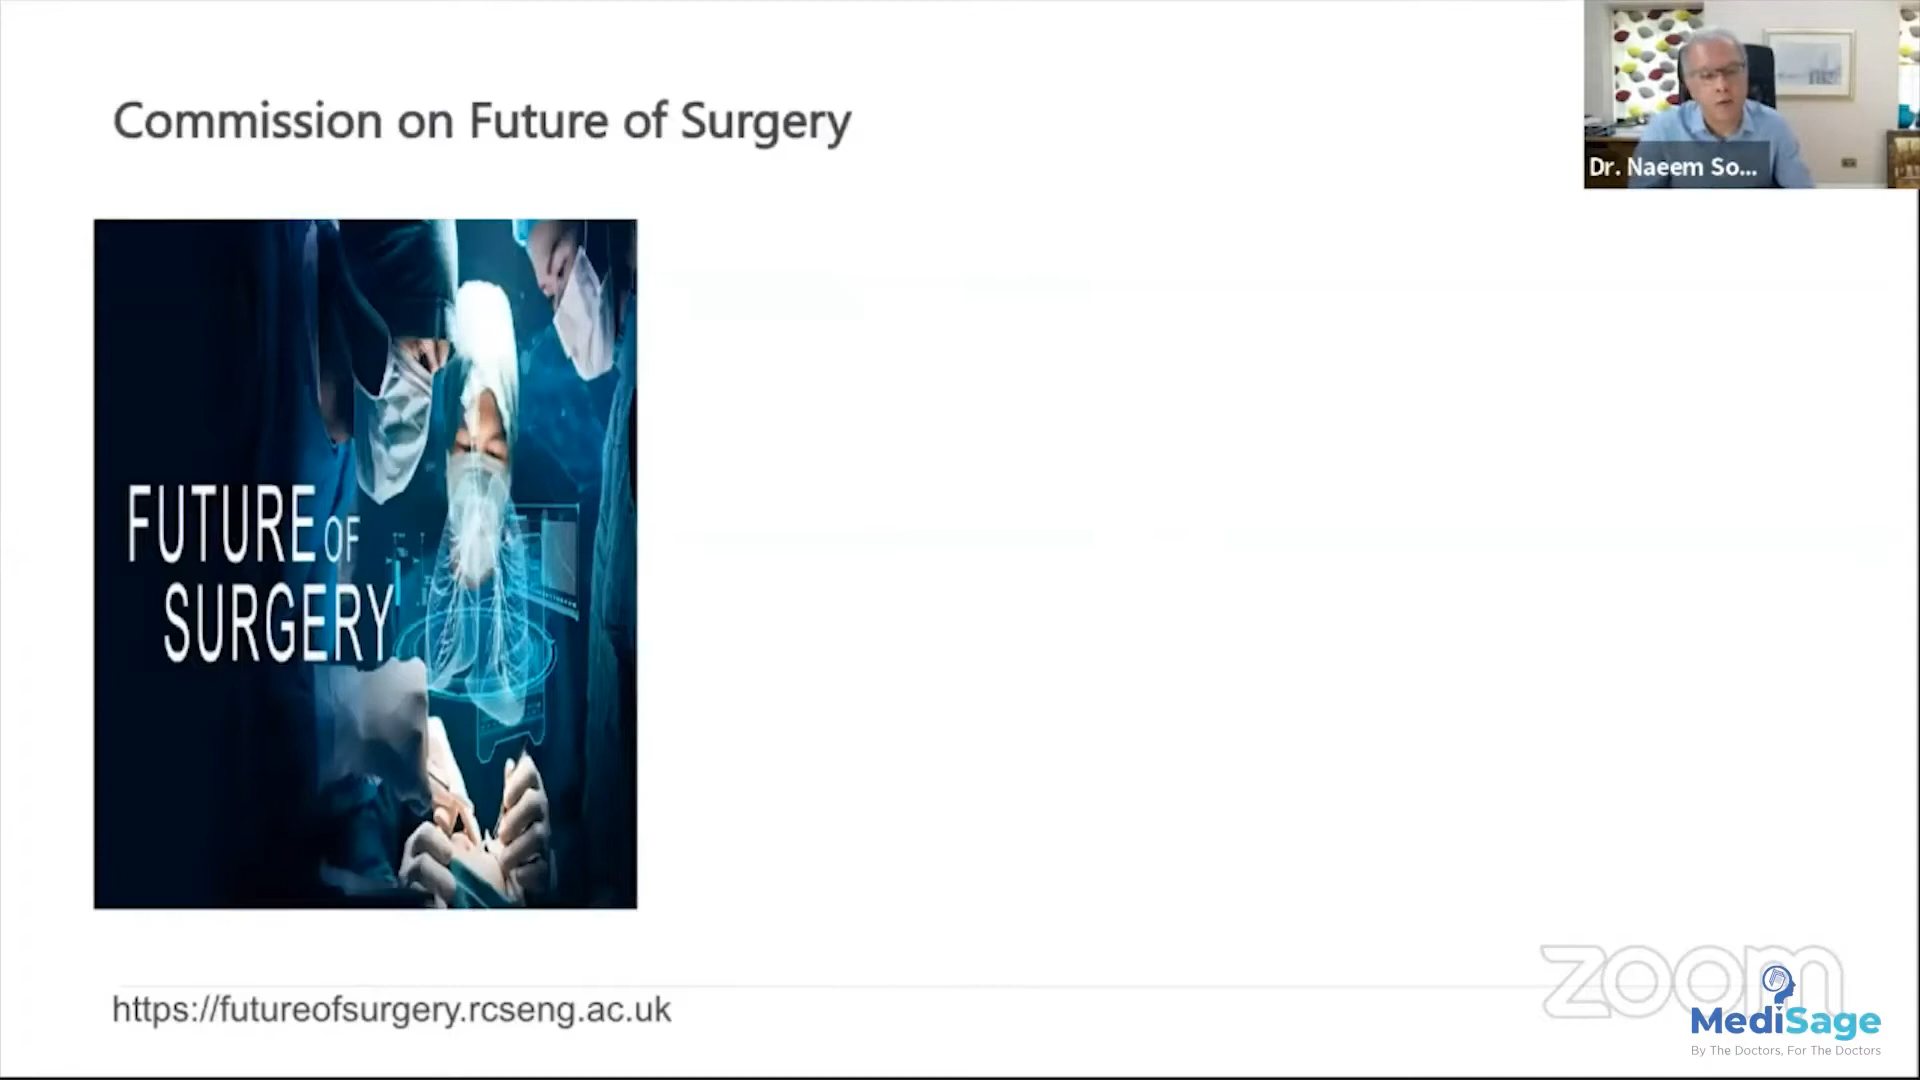 Commission on Future of Surgery
Dr. Naeem So...
FUTURE OF
SURGERY
https://futureofsurgery.rcseng.ac.uk
zoom
MediSage
By The Doctors, For The Doctors